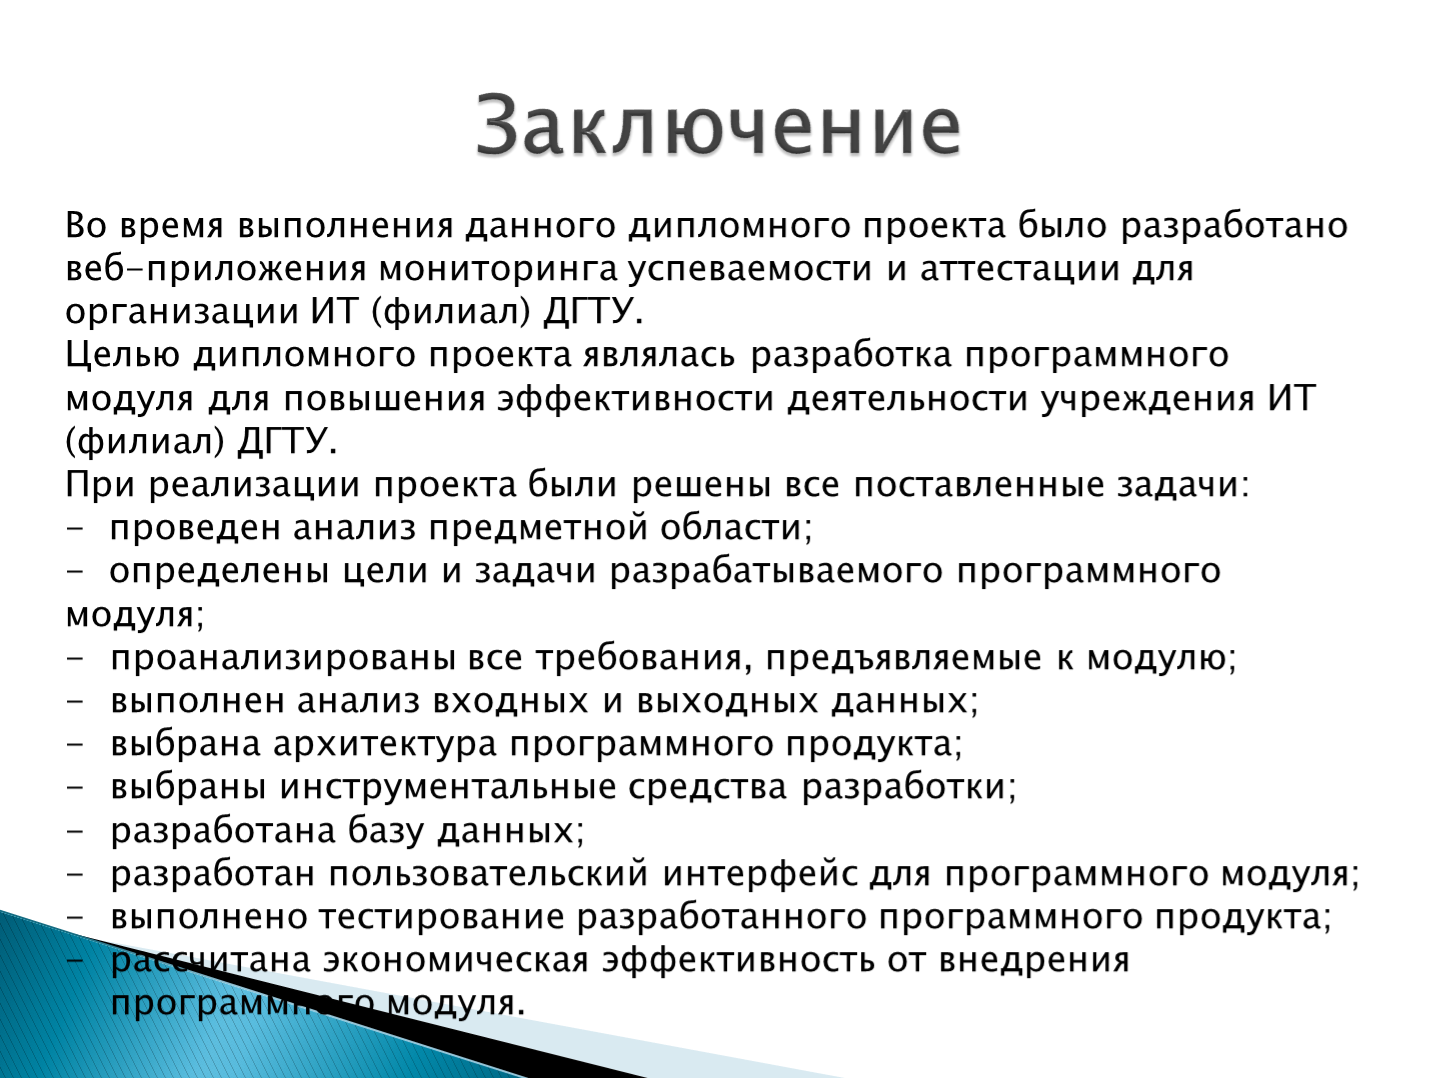 Заключение
Во время выполнения данного дипломного проекта было разработано
веб-приложения мониторинга успеваемости и аттестации для
организации ИТ (филиал) ДГТУ.
Целью дипломного проекта являлась разработка программного
модуля для повышения эффективности деятельности учреждения ИТ
(филиал) ДГТУ.
При реализации проекта были решены все поставленные задачи:
- проведен анализ предметной области;
- определены цели и задачи разрабатываемого программного
модуля;
- проанализированы все требования, предъявляемые к модулю;
- выполнен анализ входных и выходных данных;
- выбрана архитектура программного продукта;
- выбраны инструментальные средства разработки;
- разработана базу данных;
- разработан пользовательский интерфейс для программного модуля;
- выполнено тестирование разработанного программного продукта;
- рассчитана экономическая эффективность от внедрения
программного модуля.